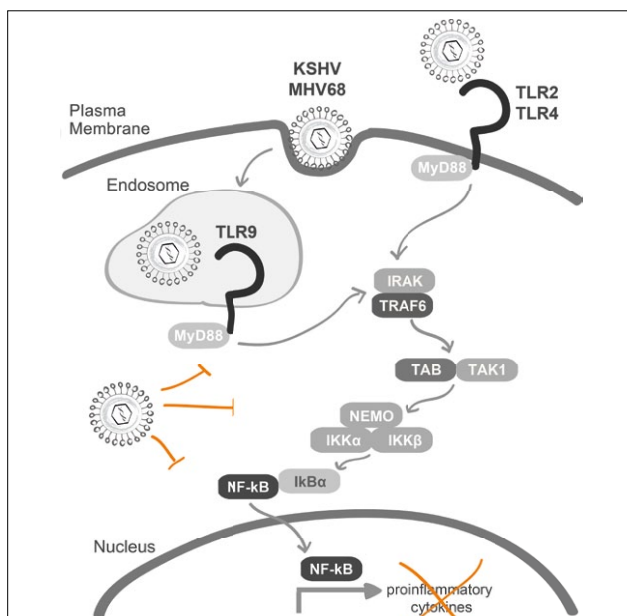 KSHV
MHV68
TLR2
TLR4
Plasma
Membrane
MyD88
Endosome
TLR9
IRAK
TRAF6
MyD88
TAB TAK1
NEMO
IKKα IKKβ
NF-kB IkBα
Nucleus
NF-kB
proinflammatory
cytokines